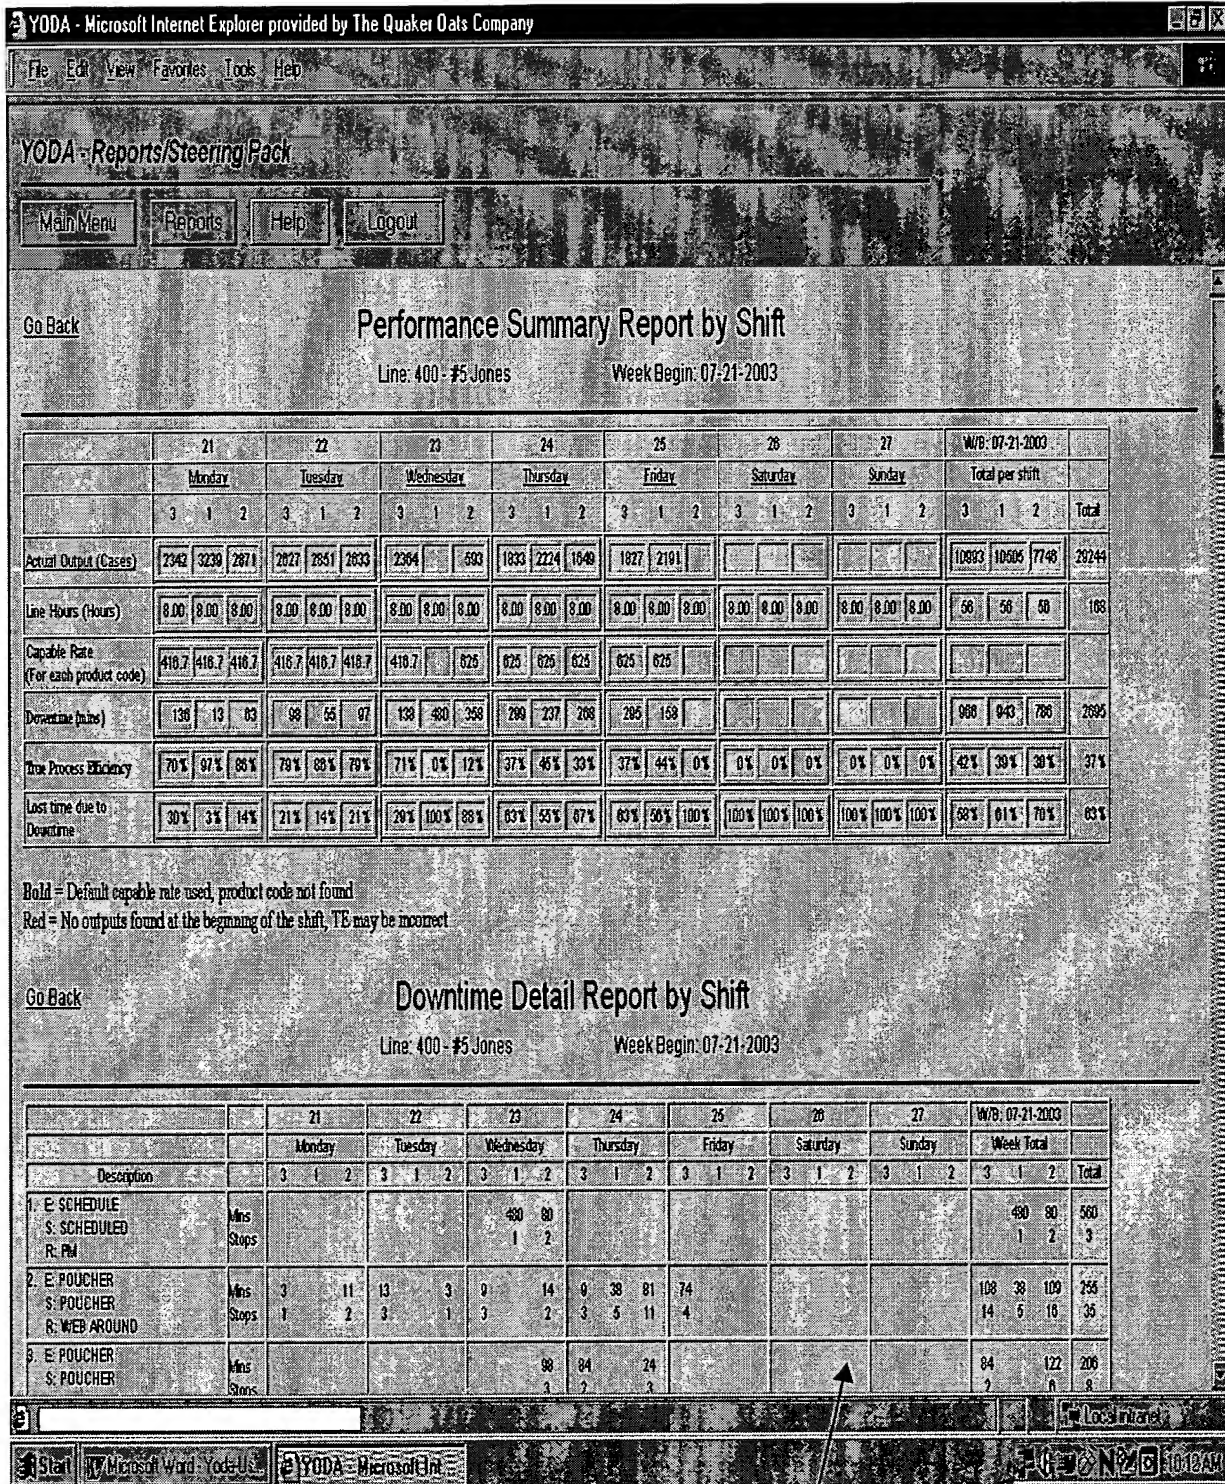 YODA - Microsoft Internet Explorer provided by The Quaker Oats Company
File Edit View Favorites Tools Help
YODA - Reports/Steering Pack
Main Menu Reports Help Logout
Go Back
Performance Summary Report by Shift
Line: 400 - #5 Jones Week Begin: 07-21-2003
21 22 23 24 25 26 27 W/B: 07-21-2003
Monday Tuesday Wednesday Thursday Friday Saturday Sunday Total per shift
3 1 2 3 1 2 3 1 2 3 1 2 3 1 2 3 1 2 3 1 2 3 1 2 Total
Actual Output (Cases) 2342 3239 2871 2627 2851 2633 2364 593 1833 2224 1649 1827 2191 10993 10505 7746 29244
Line Hours (Hours) 8.00 8.00 8.00 8.00 8.00 8.00 8.00 8.00 8.00 8.00 8.00 8.00 8.00 8.00 8.00 8.00 8.00 8.00 8.00 8.00 8.00 56 56 56 168
Capable Rate
(For each product code) 416.7 416.7 416.7 416.7 416.7 416.7 416.7 625 625 625 625 625 625
Downtime (mins) 136 13 63 98 55 97 138 480 358 299 237 268 295 158 966 943 786 2695
True Process Efficiency 70% 97% 86% 79% 86% 79% 71% 0% 12% 37% 45% 33% 37% 44% 0% 0% 0% 0% 0% 0% 0% 42% 39% 30% 37%
Lost time due to
Downtime 30% 3% 14% 21% 14% 21% 29% 100% 88% 63% 55% 67% 63% 56% 100% 100% 100% 100% 100% 100% 100% 58% 61% 70% 63%
Bold = Default capable rate used, product code not found
Red = No outputs found at the beginning of the shift, TE may be incorrect
Go Back
Downtime Detail Report by Shift
Line: 400 - #5 Jones Week Begin: 07-21-2003
21 22 23 24 25 26 27 W/B: 07-21-2003
Monday Tuesday Wednesday Thursday Friday Saturday Sunday Week Total
Description 3 1 2 3 1 2 3 1 2 3 1 2 3 1 2 3 1 2 3 1 2 3 1 2 Total
1. E: SCHEDULE
S: SCHEDULED
R: PM
Mins 480 80 480 80 560
Stops 1 2 1 2 3
2. E: POUCHER
S: POUCHER
R: WEB AROUND
Mins 3 11 13 3 9 14 9 38 81 74 108 38 109 255
Stops 1 2 3 1 3 2 3 5 11 4 14 5 16 35
3. E: POUCHER
S: POUCHER
Mins 98 84 24 84 122 206
Stops 3 2 3 2 6 8
Local intranet
Start Microsoft Word - Yoda-Us... YODA - Microsoft Int... 10:12 AM